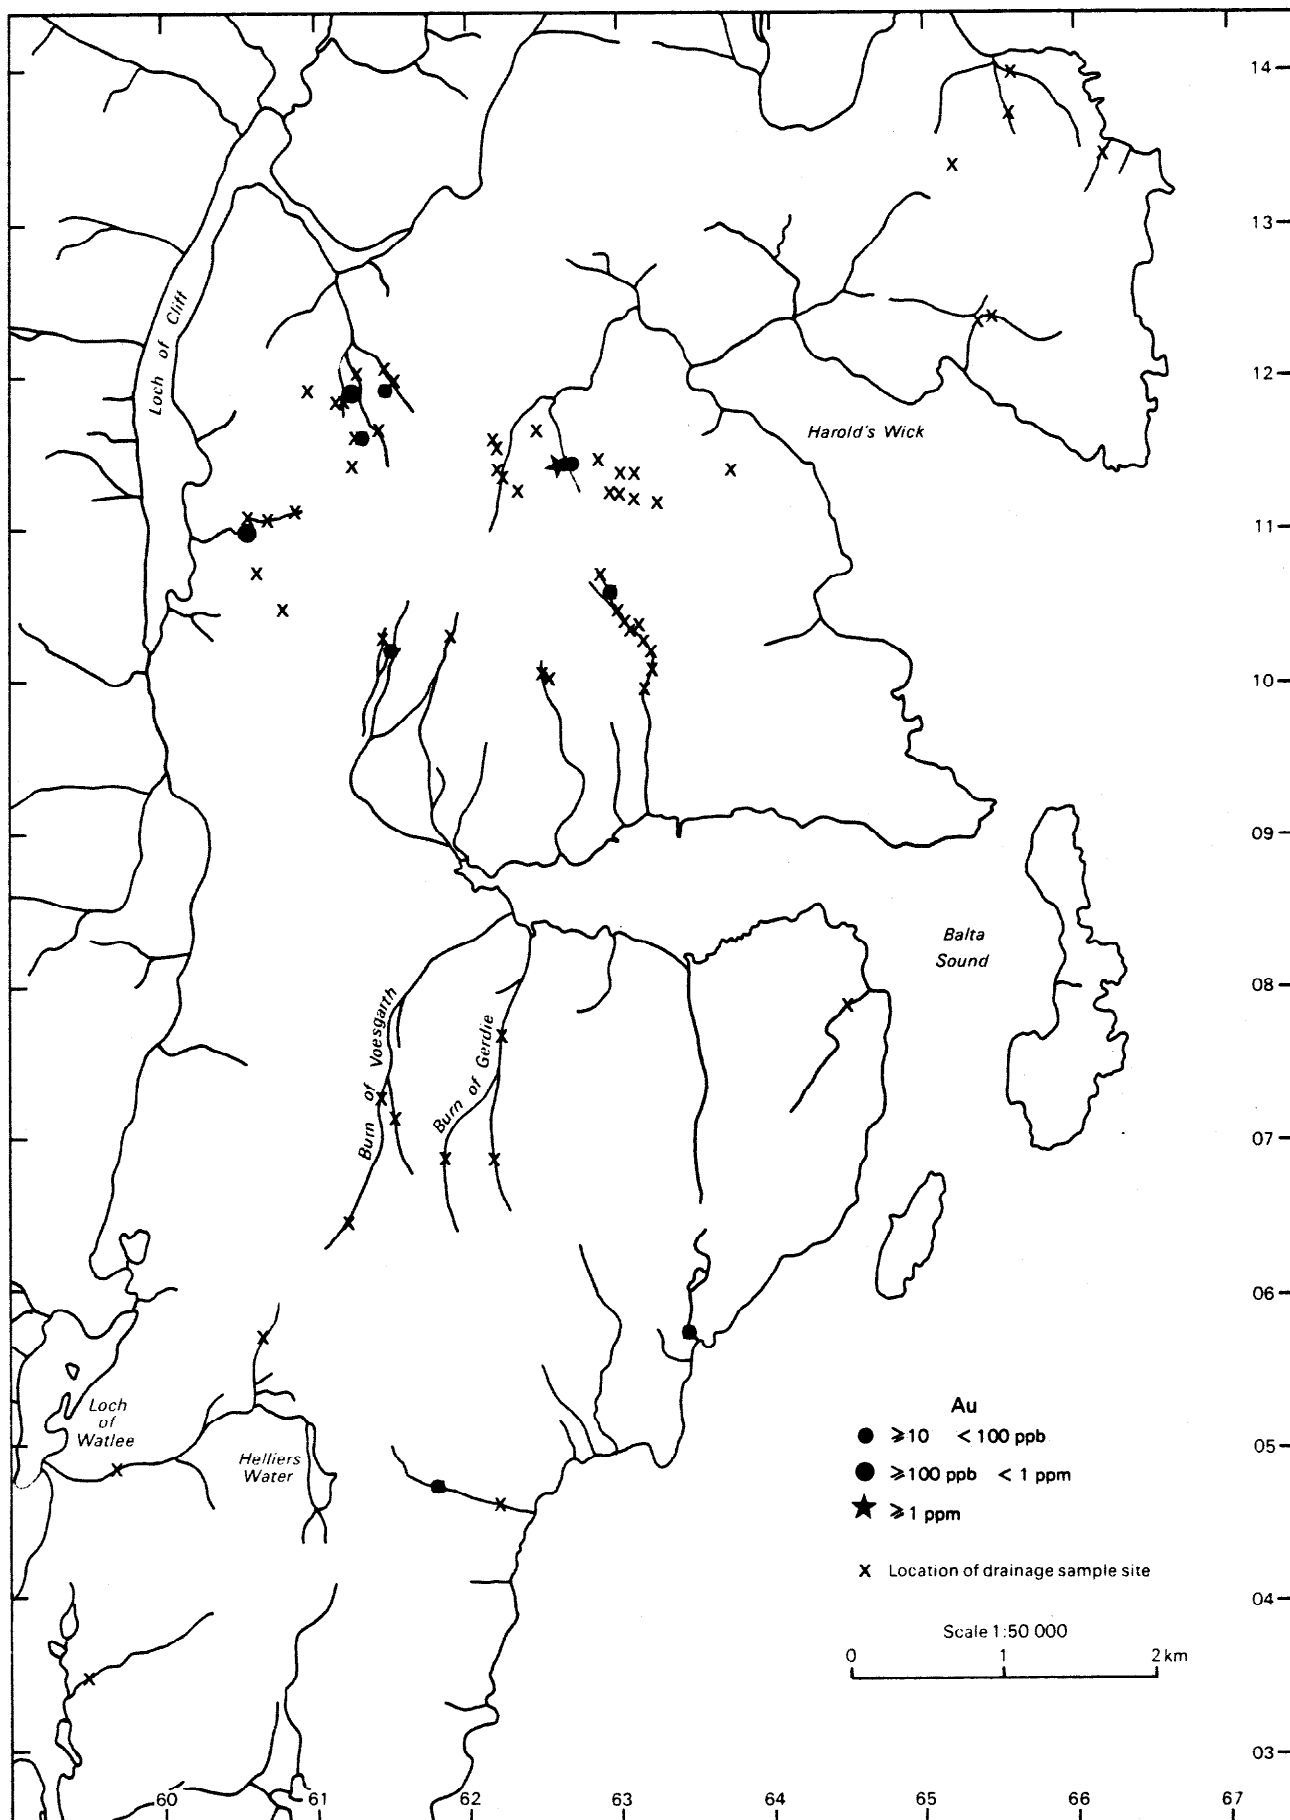 14
13
Loch of Cliff
12
Harold's Wick
11
10
09
Balta
Sound
08
Burn of Voesgarth
Burn of Gerdie
07
06
Loch
of
Watlee
Helliers
Water
05
Au
⩾10 < 100 ppb
⩾100 ppb < 1 ppm
⩾1 ppm
x Location of drainage sample site
04
Scale 1:50 000
0 1 2 km
03
60 61 62 63 64 65 66 67